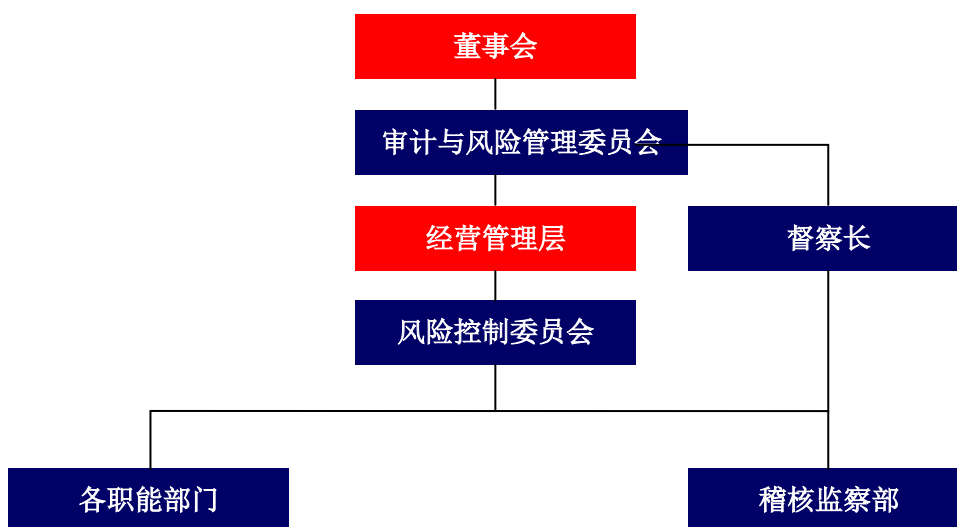 董事会
审计与风险管理委员会
经营管理层
督察长
风险控制委员会
各职能部门
稽核监察部